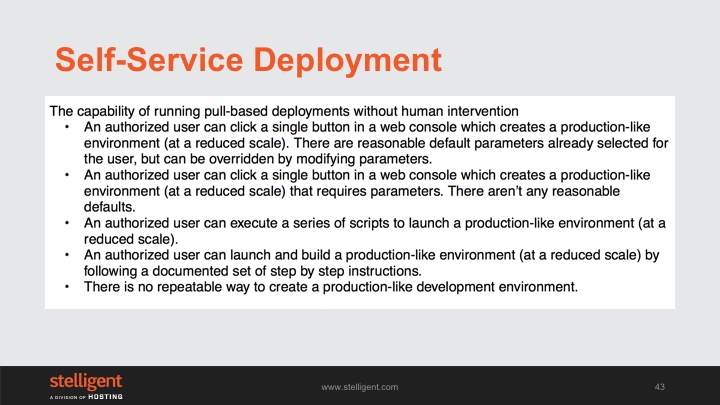 Self-Service Deployment
The capability of running pull-based deployments without human intervention
• An authorized user can click a single button in a web console which creates a production-like
environment (at a reduced scale). There are reasonable default parameters already selected for
the user, but can be overridden by modifying parameters.
• An authorized user can click a single button in a web console which creates a production-like
environment (at a reduced scale) that requires parameters. There aren't any reasonable
defaults.
• An authorized user can execute a series of scripts to launch a production-like environment (at a
reduced scale).
• An authorized user can launch and build a production-like environment (at a reduced scale) by
following a documented set of step by step instructions.
• There is no repeatable way to create a production-like development environment.
stelligent
A DIVISION OF HOSTING
www.stelligent.com
43